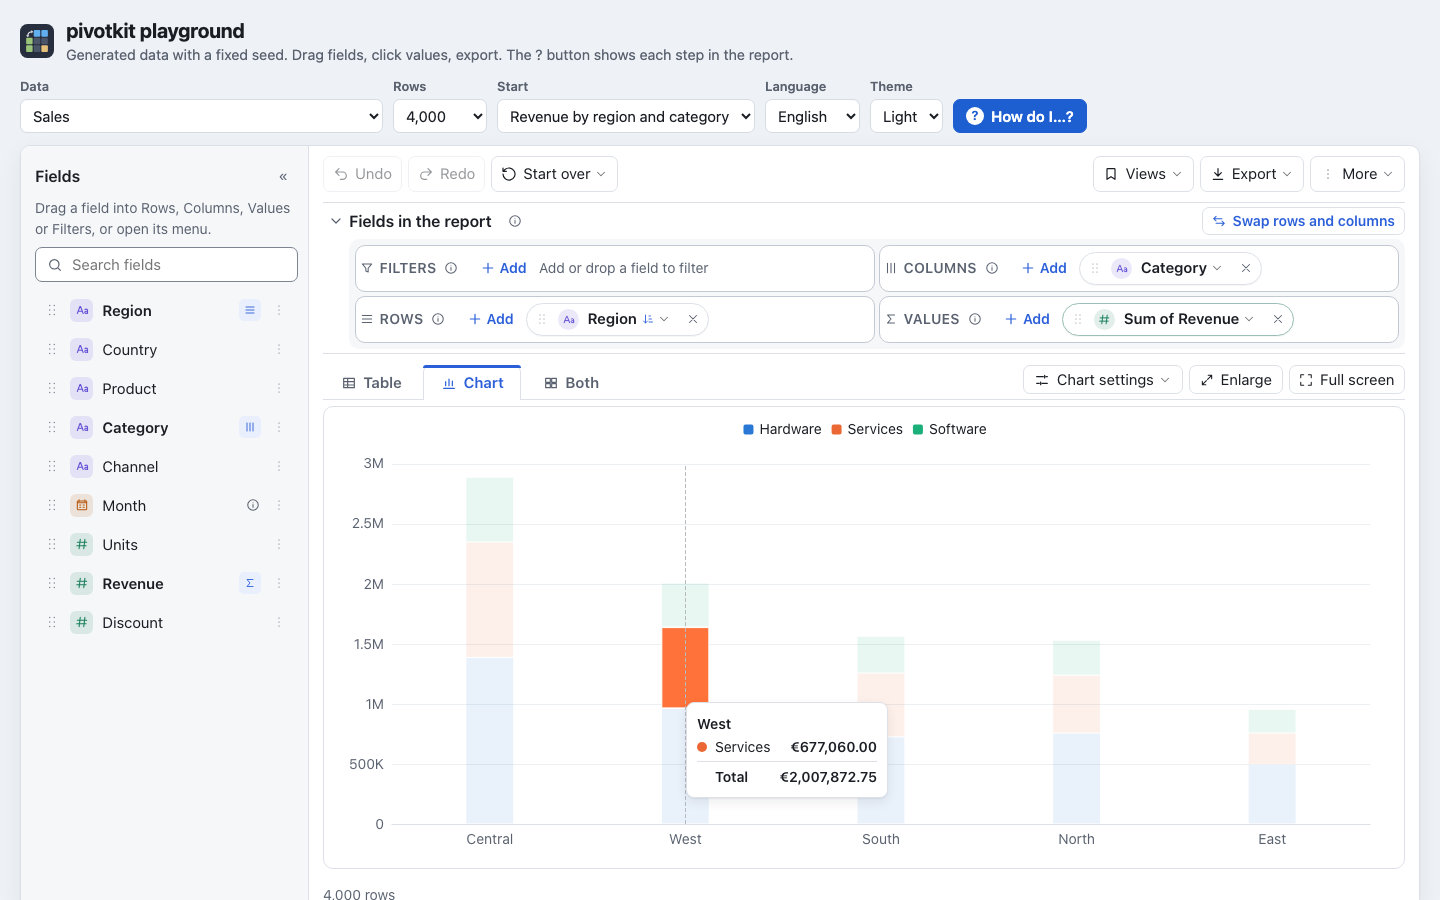 pivotkit playground
Generated data with a fixed seed. Drag fields, click values, export. The ? button shows each step in the report.
Data
Rows
Start
Language
Theme
Sales
4,000
Revenue by region and category
English
Light
? How do I...?
Fields
«
Drag a field into Rows, Columns, Values
or Filters, or open its menu.
Search fields
Aa Region
Aa Country
Aa Product
Aa Category
Aa Channel
Month
# Units
# Revenue Σ
# Discount
Undo
Redo
Start over
Views
Export
More
Fields in the report
Swap rows and columns
FILTERS
+ Add
Add or drop a field to filter
COLUMNS
+ Add
Aa Category
ROWS
+ Add
Aa Region
Σ VALUES
+ Add
# Sum of Revenue
Table
Chart
Both
Chart settings
Enlarge
Full screen
Hardware
Services
Software
3M
2.5M
2M
1.5M
1M
500K
0
West
Services €677,060.00
Total €2,007,872.75
Central
West
South
North
East
4,000 rows